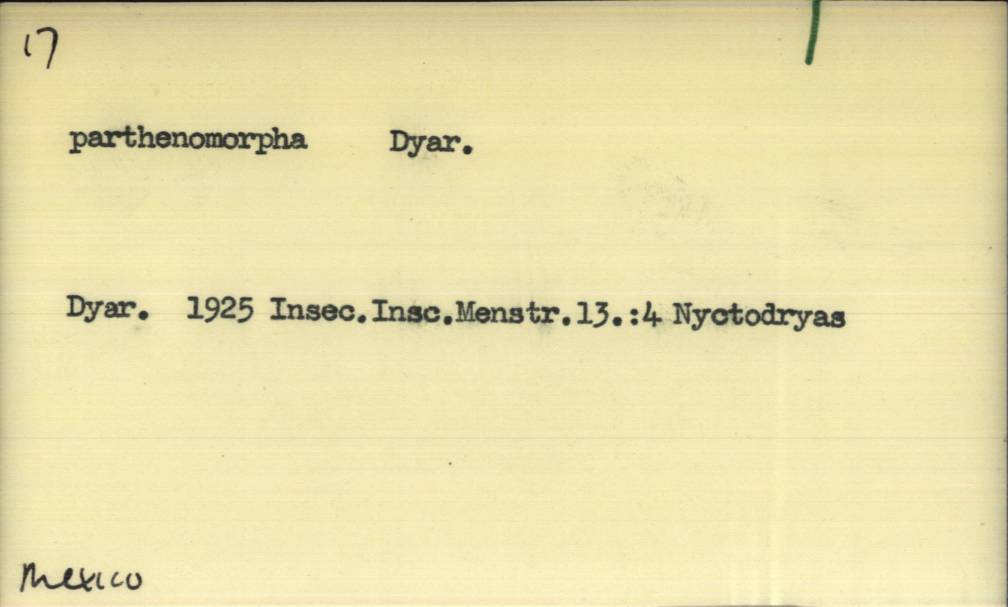 17
parthenomorpha Dyar.
Dyar. 1925 Insec.Insc.Menstr.13.:4 Nyctodryas
Mexico